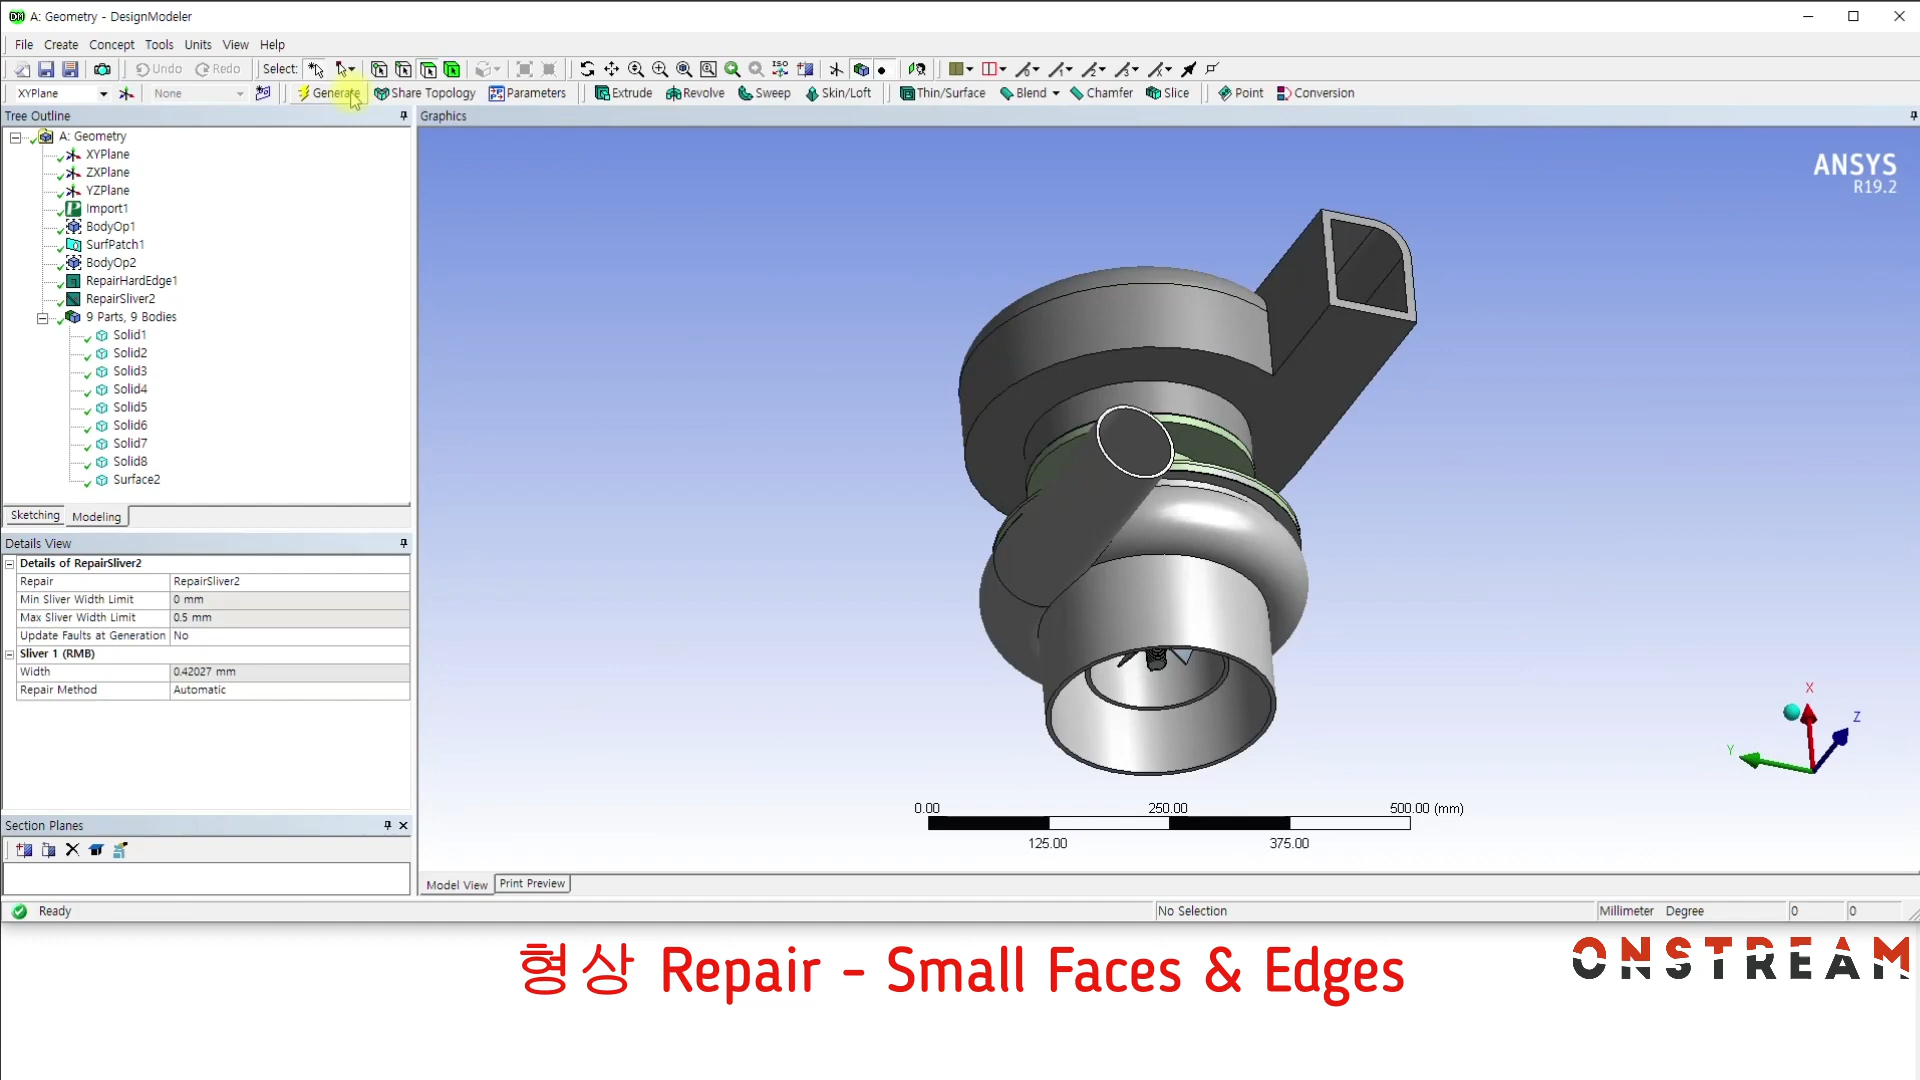 A: Geometry - DesignModeler
File Create Concept Tools Units View Help
Undo Redo Select: ISO
XYPlane None Generate Share Topology Parameters Extrude Revolve Sweep Skin/Loft Thin/Surface Blend Chamfer Slice Point Conversion
Tree Outline
A: Geometry
XYPlane
ZXPlane
YZPlane
Import1
BodyOp1
SurfPatch1
BodyOp2
RepairHardEdge1
RepairSliver2
9 Parts, 9 Bodies
Solid1
Solid2
Solid3
Solid4
Solid5
Solid6
Solid7
Solid8
Surface2
Sketching Modeling
Details View
Details of RepairSliver2
Repair RepairSliver2
Min Sliver Width Limit 0 mm
Max Sliver Width Limit 0.5 mm
Update Faults at Generation No
Sliver 1 (RMB)
Width 0.42027 mm
Repair Method Automatic
Section Planes
Graphics
ANSYS
R19.2
X
Y
Z
0.00 250.00 500.00 (mm)
125.00 375.00
Model View Print Preview
Ready No Selection Millimeter Degree 0 0
형상 Repair - Small Faces & Edges
ONSTREAM